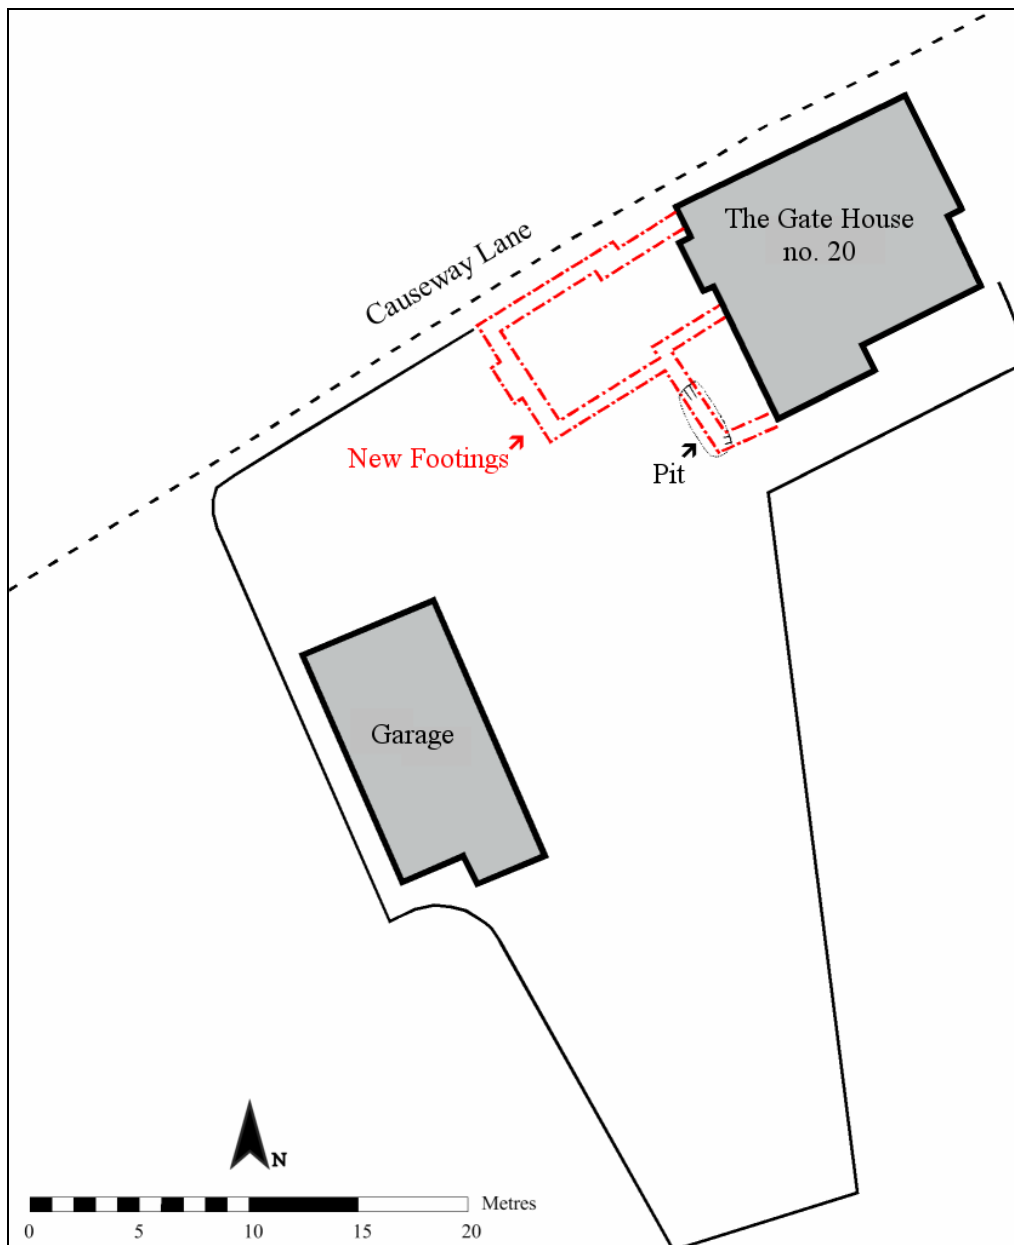 The Gate House
no. 20
Causeway Lane
New Footings
Pit
Garage
N
Metres
0 5 10 15 20